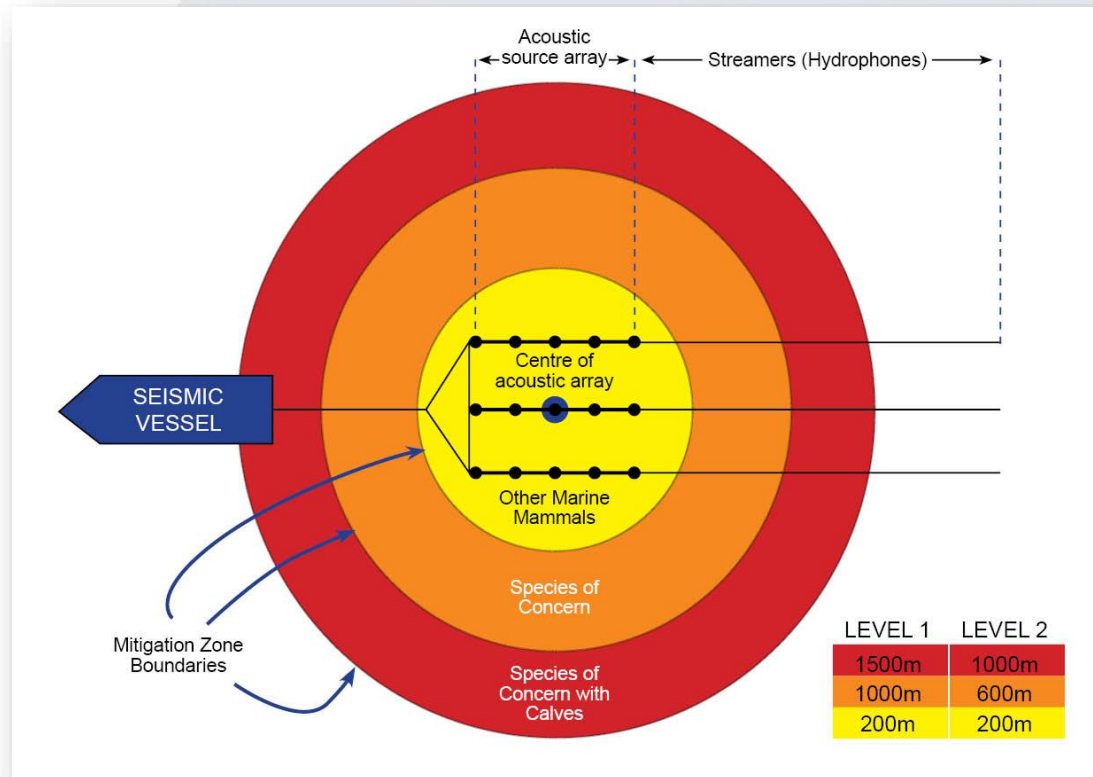 Acoustic
source array
Streamers (Hydrophones)
SEISMIC
VESSEL
Centre of
acoustic array
Other Marine
Mammals
Species of
Concern
Mitigation Zone
Boundaries
Species of
Concern with
Calves
LEVEL 1 LEVEL 2
1500m 1000m
1000m 600m
200m 200m